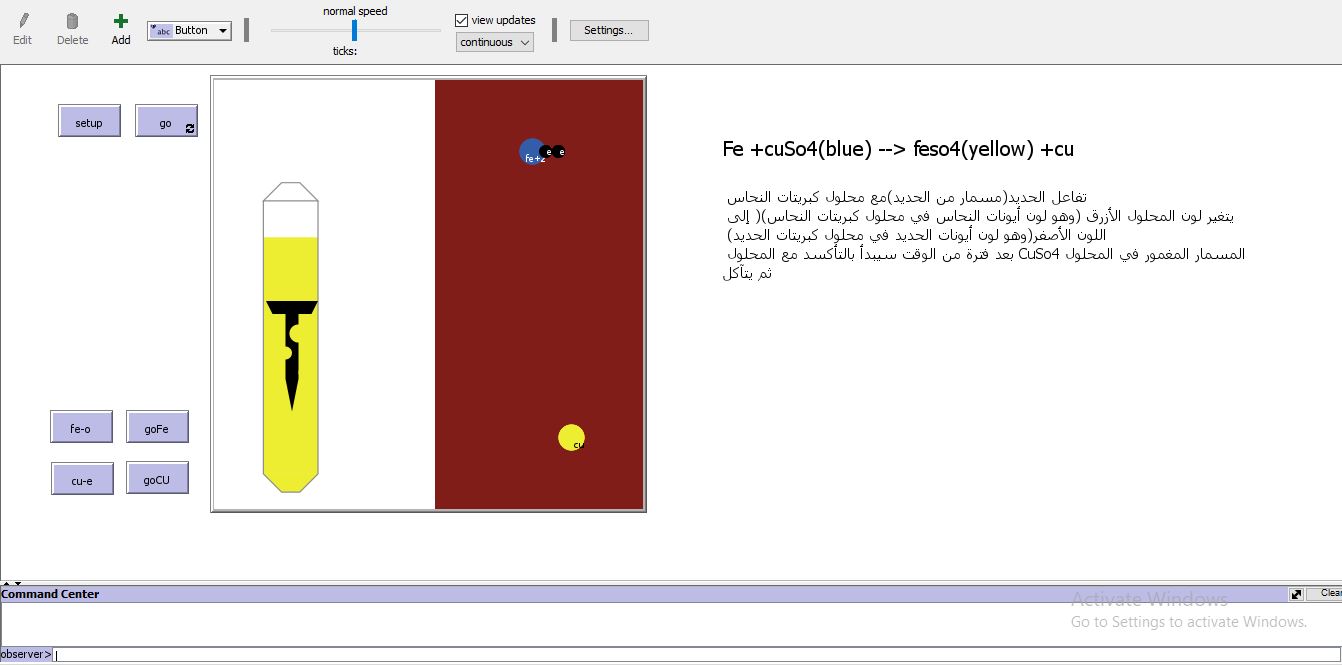 normal speed
view updates
Edit
Delete
Add
abc Button
continuous
Settings...
ticks:
setup
go
Fe +cuSo4(blue) --> feso4(yellow) +cu
fe+2
e
e
تفاعل الحديد(مسمار من الحديد)مع محلول كبريتات النحاس
يتغير لون المحلول الأزرق (وهو لون أيونات النحاس في محلول كبريتات النحاس)( إلى
اللون الأصفر(وهو لون أيونات الحديد في محلول كبريتات الحديد)
المسمار المغمور في المحلول CuSo4 بعد فترة من الوقت سيبدأ بالتأكسد مع المحلول
ثم يتآكل
fe-o
goFe
cu
cu-e
goCU
Command Center
Clear
Activate Windows
Go to Settings to activate Windows.
observer>